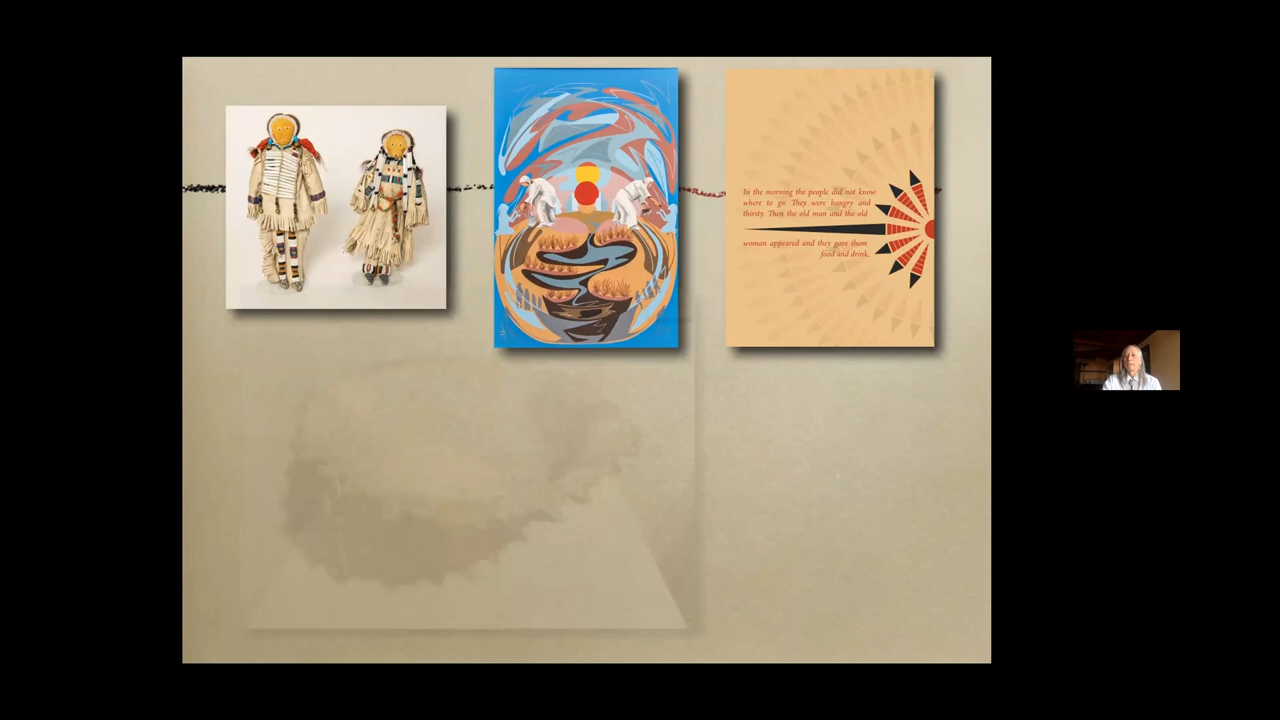 In the morning the people did not know
where to go. They were hungry and
thirsty. Then the old man and the old
woman appeared and they gave them
food and drink.